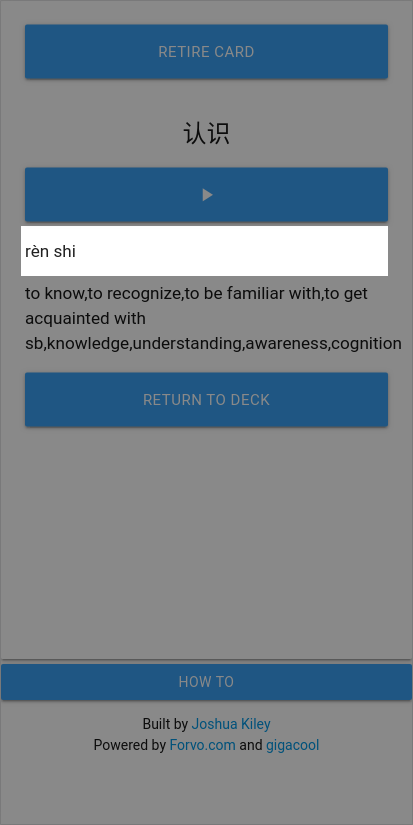 RETIRE CARD
认识
rèn shi
to know,to recognize,to be familiar with,to get
acquainted with
sb,knowledge,understanding,awareness,cognition
RETURN TO DECK
HOW TO
Built by Joshua Kiley
Powered by Forvo.com and gigacool